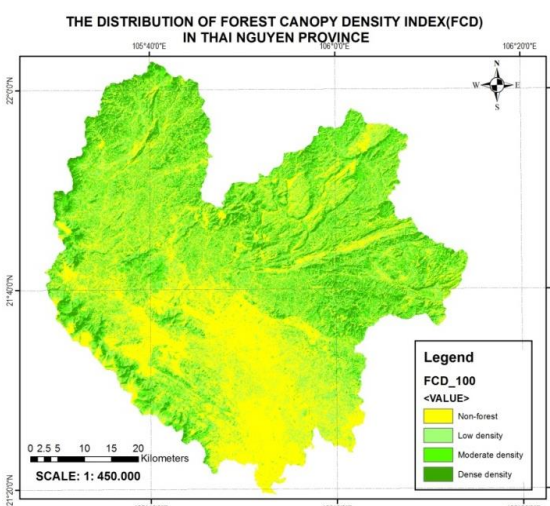 THE DISTRIBUTION OF FOREST CANOPY DENSITY INDEX(FCD)
IN THAI NGUYEN PROVINCE
105°40'0"E 106°0'0"E 106°20'0"E
N
W E
S
22°0'0"N
21°40'0"N
21°20'0"N
Legend
FCD_100
<VALUE>
Non-forest
Low density
Moderate density
Dense density
0 2.5 5 10 15 20
Kilometers
SCALE: 1: 450.000